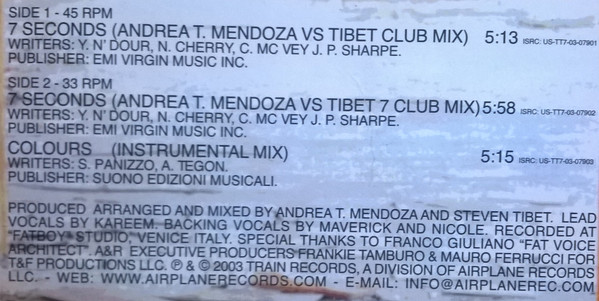 SIDE 1 - 45 RPM
7 SECONDS (ANDREA T. MENDOZA VS TIBET CLUB MIX) 5:13 ISRC: US-TT7-03-07901
WRITERS: Y. N' DOUR, N. CHERRY, C. MC VEY J. P. SHARPE.
PUBLISHER: EMI VIRGIN MUSIC INC.
SIDE 2 - 33 RPM
7 SECONDS (ANDREA T. MENDOZA VS TIBET 7 CLUB MIX) 5:58 ISRC: US-TT7-03-07902
WRITERS: Y. N' DOUR, N. CHERRY, C. MC VEY J. P. SHARPE.
PUBLISHER: EMI VIRGIN MUSIC INC.
COLOURS (INSTRUMENTAL MIX) 5:15 ISRC: US-TT7-03-07903
WRITERS: S. PANIZZO, A. TEGON.
PUBLISHER: SUONO EDIZIONI MUSICALI.
PRODUCED ARRANGED AND MIXED BY ANDREA T. MENDOZA AND STEVEN TIBET. LEAD
VOCALS BY KAREEM. BACKING VOCALS BY MAVERICK AND NICOLE. RECORDED AT
"FATBOY" STUDIO, VENICE ITALY. SPECIAL THANKS TO FRANCO GIULIANO "FAT VOICE
ARCHITECT". A&R EXECUTIVE PRODUCERS FRANKIE TAMBURO & MAURO FERRUCCI FOR
T&F PRODUCTIONS LLC. ℗ & © 2003 TRAIN RECORDS, A DIVISION OF AIRPLANE RECORDS
LLC. - WEB: WWW.AIRPLANERECORDS.COM - E-MAIL: INFO@AIRPLANEREC.COM